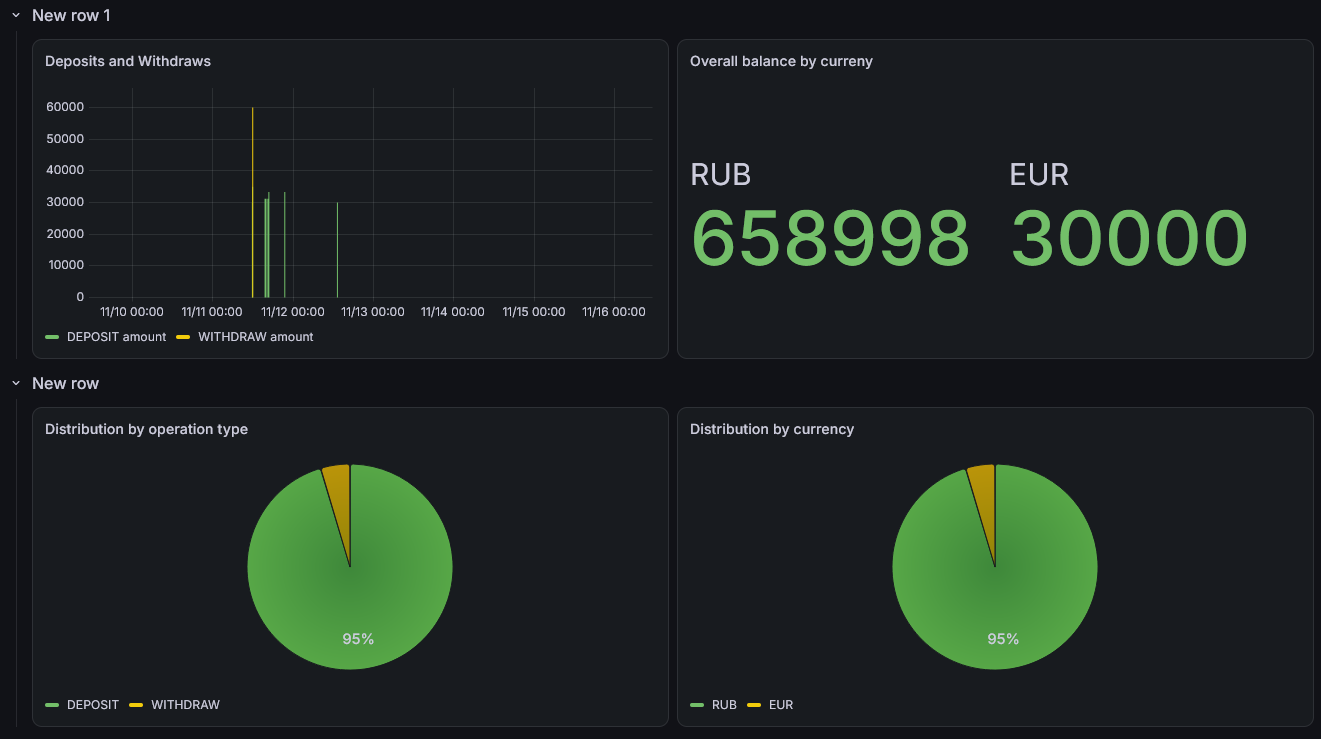 New row 1
Deposits and Withdraws
60000
50000
40000
30000
20000
10000
0
11/10 00:00 11/11 00:00 11/12 00:00 11/13 00:00 11/14 00:00 11/15 00:00 11/16 00:00
DEPOSIT amount WITHDRAW amount
Overall balance by curreny
RUB EUR
658998 30000
New row
Distribution by operation type
95%
DEPOSIT WITHDRAW
Distribution by currency
95%
RUB EUR